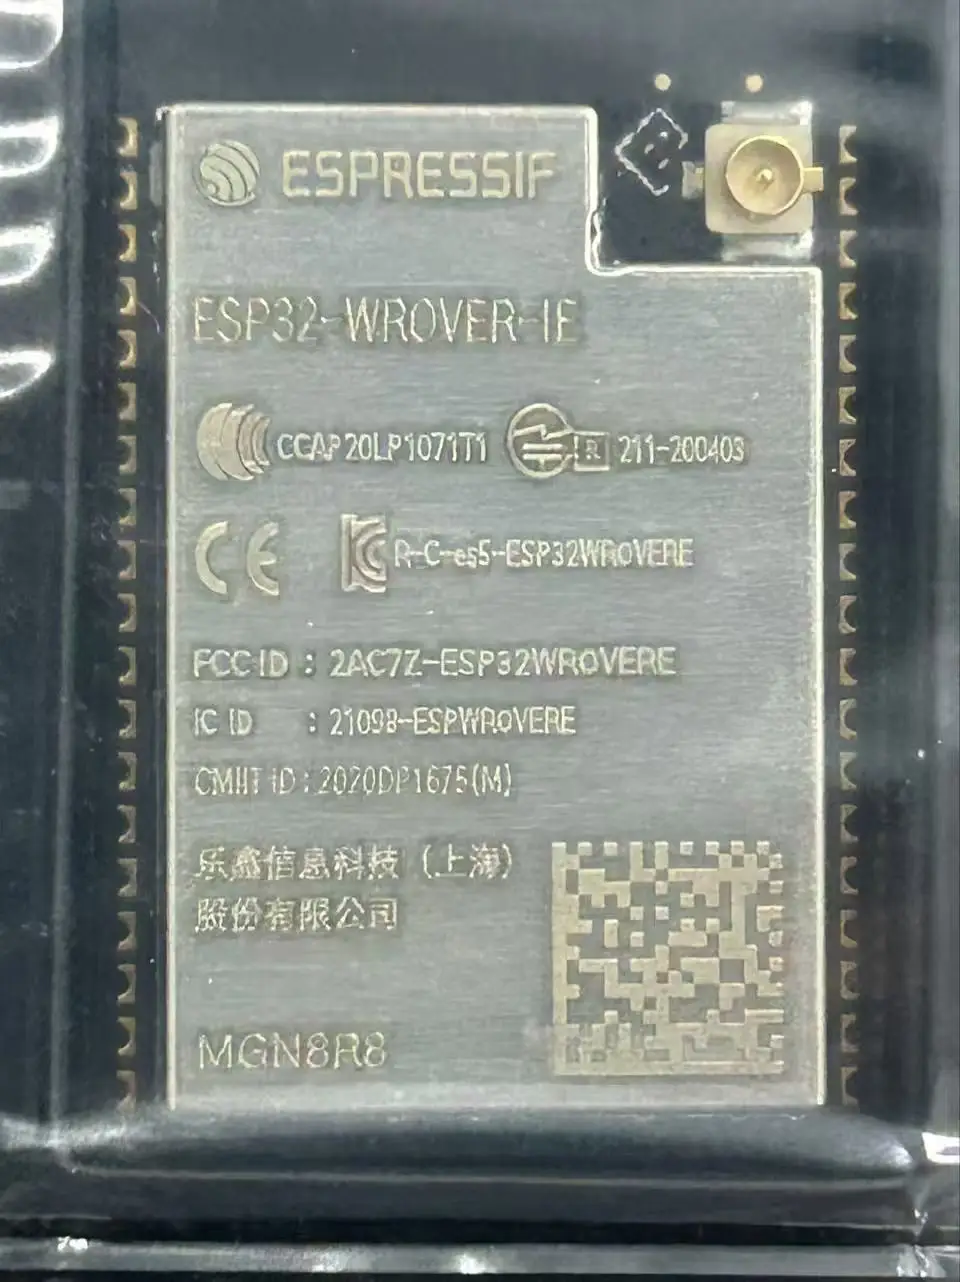 ESPRESSIF
ESP32-WROVER-IE
CCAP20LP1071T1 R 211-200403
CE KC R-C-es5-ESP32WROVERE
FCC ID : 2AC7Z-ESP32WROVERE
IC ID : 21098-ESPWROVERE
CMIIT ID : 2020DP1675(M)
乐鑫信息科技（上海）
股份有限公司
MGN8R8